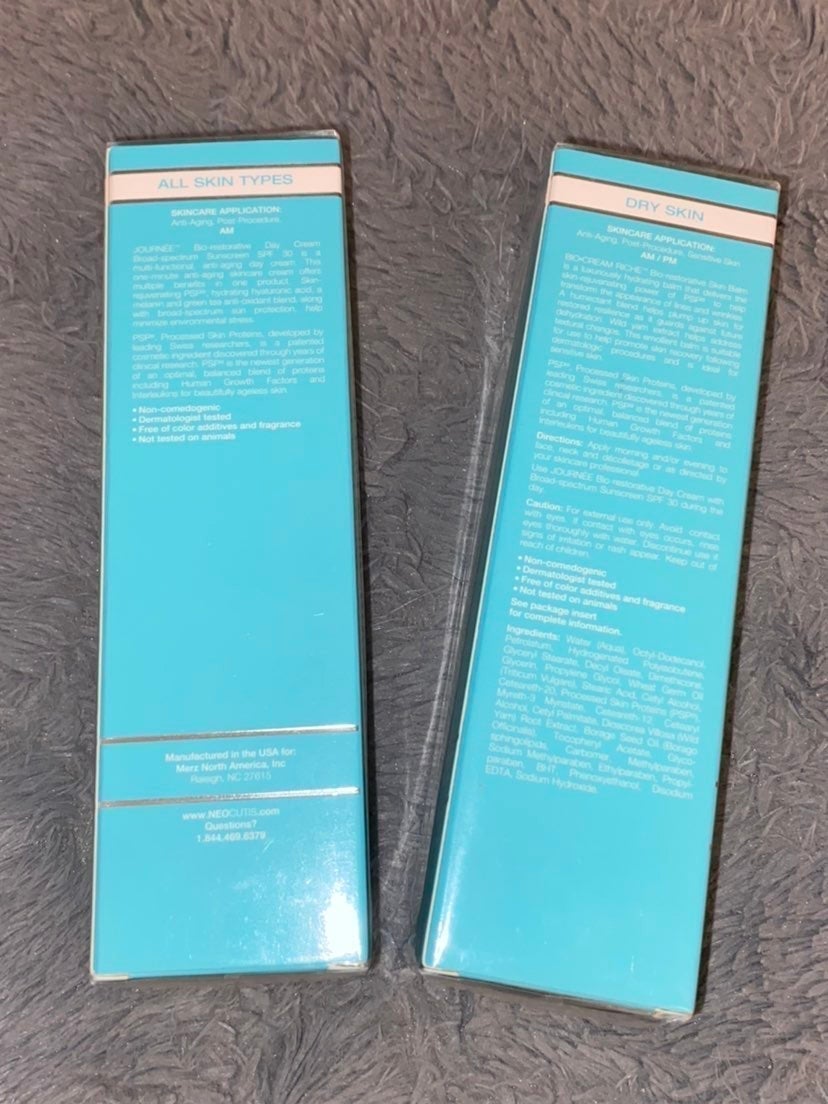 ALL SKIN TYPES
SKINCARE APPLICATION:
Anti-Aging, Post-Procedure,
AM
JOURNÉE™ Bio-restorative Day Cream
Broad-spectrum Sunscreen SPF 30 is a
multi-functional, anti-aging day cream. This
one-minute anti-aging skincare cream offers
multiple benefits in one product. Skin-
rejuvenating PSP®, hydrating hyaluronic acid, a
melanin and green tea anti-oxidant blend, along
with broad-spectrum sun protection, help
minimize environmental stress.
PSP®, Processed Skin Proteins, developed by
leading Swiss researchers, is a patented
cosmetic ingredient discovered through years of
clinical research. PSP® is the newest generation
of an optimal, balanced blend of proteins
including Human Growth Factors and
Interleukins for beautifully ageless skin.
• Non-comedogenic
• Dermatologist tested
• Free of color additives and fragrance
• Not tested on animals
Manufactured in the USA for:
Merz North America, Inc
Raleigh, NC 27615
www.NEOCUTIS.com
Questions?
1.844.469.6379
DRY SKIN
SKINCARE APPLICATION:
Anti-Aging, Post-Procedure, Sensitive Skin
AM / PM
BIO•CREAM RICHE™ Bio-restorative Skin Balm
is a luxuriously hydrating balm that delivers the
skin-rejuvenating power of PSP® to help
transform the appearance of lines and wrinkles.
A humectant blend helps plump up skin for
restored resilience as it guards against future
dehydration. Wild yam extract helps address
textural changes. This emollient balm is suitable
for use to help promote skin recovery following
dermatologic procedures and is ideal for
sensitive skin.
PSP®, Processed Skin Proteins, developed by
leading Swiss researchers, is a patented
cosmetic ingredient discovered through years of
clinical research. PSP® is the newest generation
of an optimal, balanced blend of proteins
including Human Growth Factors and
Interleukins for beautifully ageless skin.
Directions: Apply morning and/or evening to
face, neck and décolletage or as directed by
your skincare professional.
Use JOURNÉE Bio restorative Day Cream with
Broad-spectrum Sunscreen SPF 30 during the
day.
Caution: For external use only. Avoid contact
with eyes. If contact with eyes occurs, rinse
eyes thoroughly with water. Discontinue use if
signs of irritation or rash appear. Keep out of
reach of children.
• Non-comedogenic
• Dermatologist tested
• Free of color additives and fragrance
• Not tested on animals
See package insert
for complete information.
Ingredients: Water (Aqua), Octyl-Dodecanol,
Petrolatum, Hydrogenated Polyisobutene,
Glyceryl Stearate, Decyl Oleate, Dimethicone,
Glycerin, Propylene Glycol, Wheat Germ Oil
(Triticum Vulgare), Stearic Acid, Cetyl Alcohol,
Ceteareth-20, Processed Skin Proteins (PSP®),
Myreth-3 Myristate, Ceteareth-12, Cetearyl
Alcohol, Cetyl Palmitate, Dioscorea Villosa (Wild
Yam) Root Extract, Borage Seed Oil (Borago
Officinalis), Tocopheryl Acetate, Glyco-
sphingolipids, Carbomer, Methylparaben,
Sodium Methylparaben, Ethylparaben, Propyl-
paraben, BHT, Phenoxyethanol, Disodium
EDTA, Sodium Hydroxide.